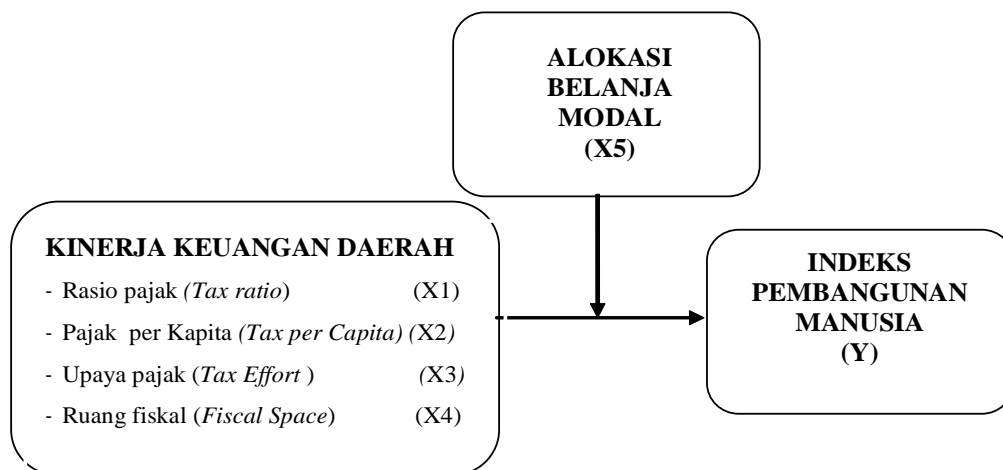 ALOKASI
BELANJA
MODAL
(X5)
KINERJA KEUANGAN DAERAH
- Rasio pajak (Tax ratio) (X1)
- Pajak per Kapita (Tax per Capita) (X2)
- Upaya pajak (Tax Effort ) (X3)
- Ruang fiskal (Fiscal Space) (X4)
INDEKS
PEMBANGUNAN
MANUSIA
(Y)